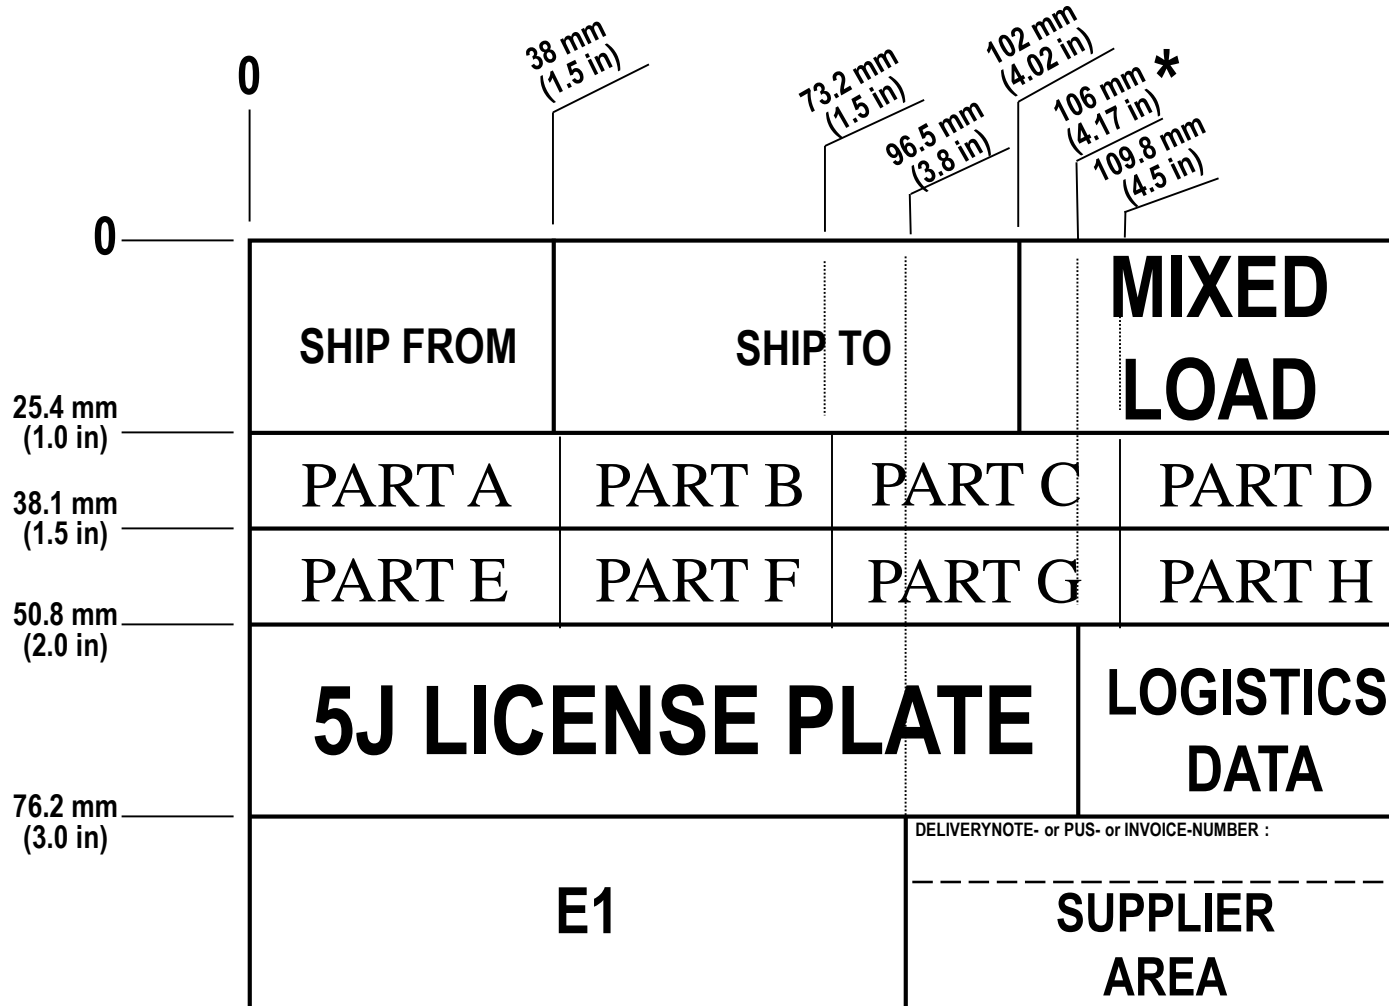 0
38 mm
(1.5 in)
73.2 mm
(1.5 in)
96.5 mm
(3.8 in)
102 mm
(4.02 in)
106 mm *
(4.17 in)
109.8 mm
(4.5 in)
0
SHIP FROM
SHIP TO
MIXED
LOAD
25.4 mm
(1.0 in)
PART A
PART B
PART C
PART D
38.1 mm
(1.5 in)
PART E
PART F
PART G
PART H
50.8 mm
(2.0 in)
5J LICENSE PLATE
LOGISTICS
DATA
76.2 mm
(3.0 in)
DELIVERYNOTE- or PUS- or INVOICE-NUMBER :
E1
SUPPLIER
AREA